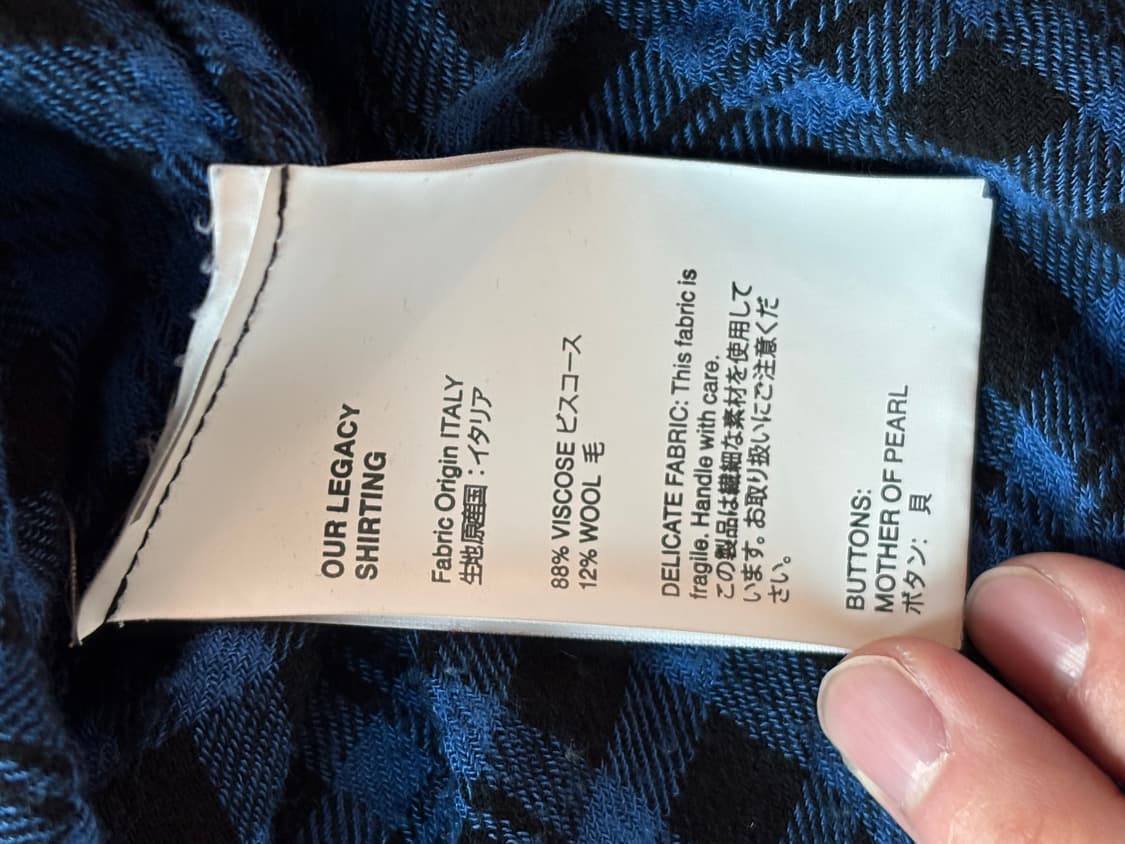 OUR LEGACY
SHIRTING
Fabric Origin ITALY
生地原産国：イタリア
88% VISCOSE ビスコース
12% WOOL 毛
DELICATE FABRIC: This fabric is
fragile. Handle with care.
この製品は繊細な素材を使用して
います。お取り扱いにご注意くだ
さい。
BUTTONS:
MOTHER OF PEARL
ボタン： 貝